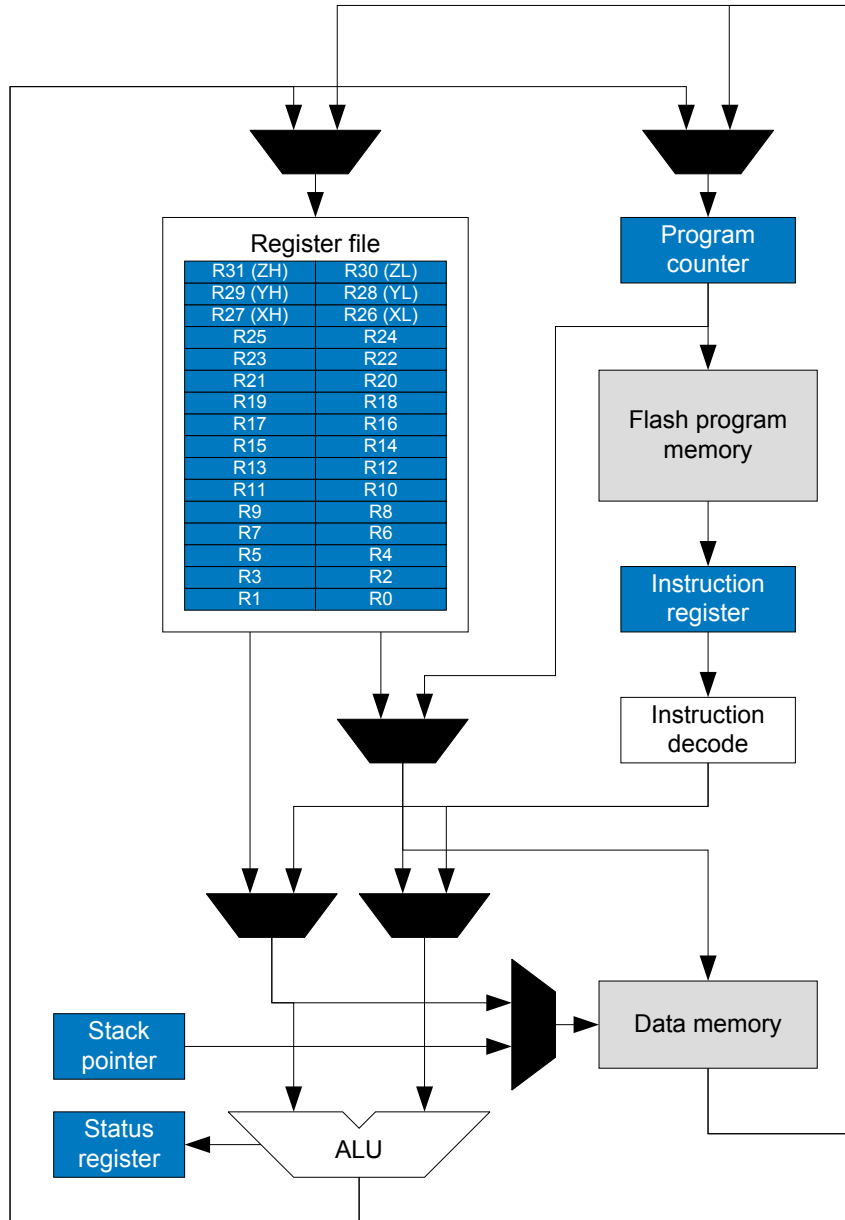 Register file
R31 (ZH) R30 (ZL)
R29 (YH) R28 (YL)
R27 (XH) R26 (XL)
R25 R24
R23 R22
R21 R20
R19 R18
R17 R16
R15 R14
R13 R12
R11 R10
R9 R8
R7 R6
R5 R4
R3 R2
R1 R0
Program
counter
Flash program
memory
Instruction
register
Instruction
decode
Stack
pointer
Data memory
Status
register
ALU